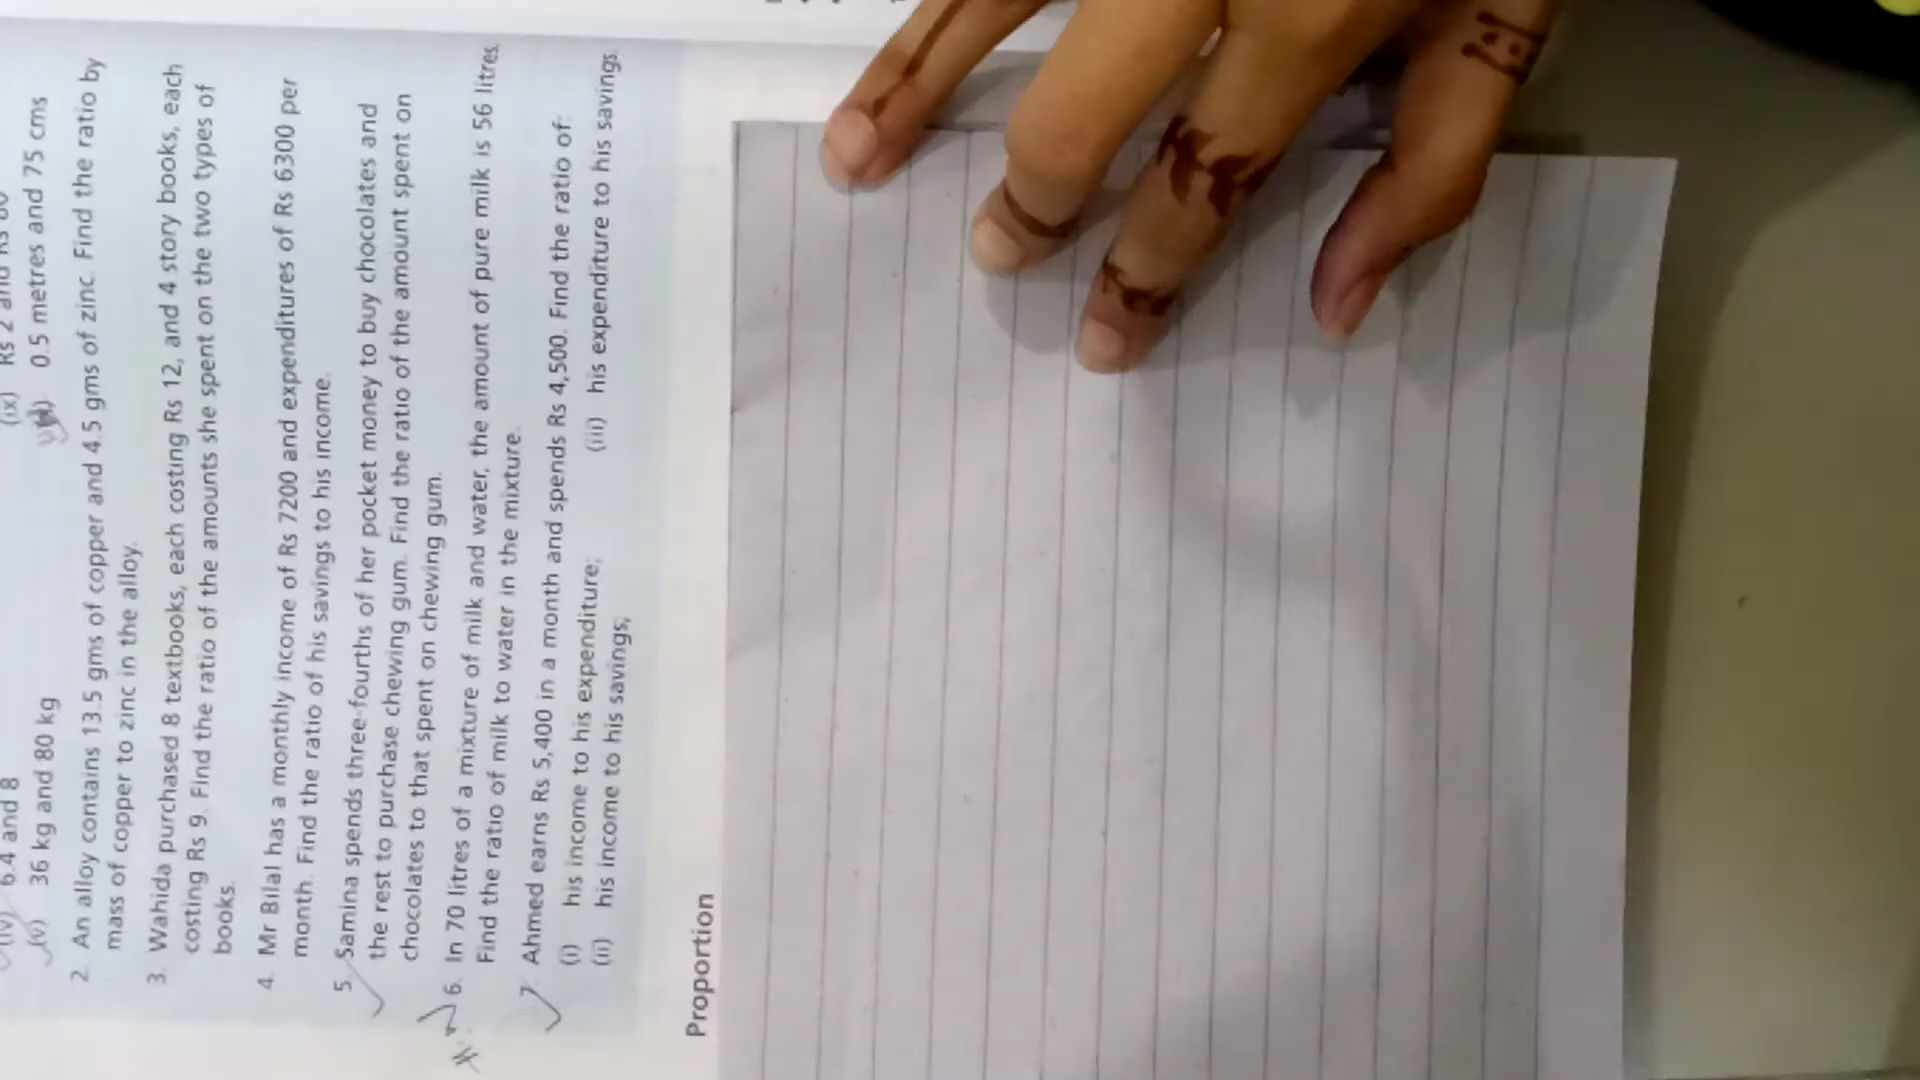 (iv) 6.4 and 8
(ix) Rs 2 and Rs 80
(v) 36 kg and 80 kg
0.5 metres and 75 cms
2. An alloy contains 13.5 gms of copper and 4.5 gms of zinc. Find the ratio by
mass of copper to zinc in the alloy.
3. Wahida purchased 8 textbooks, each costing Rs 12, and 4 story books, each
costing Rs 9. Find the ratio of the amounts she spent on the two types of
books.
4. Mr Bilal has a monthly income of Rs 7200 and expenditures of Rs 6300 per
month. Find the ratio of his savings to his income.
5. Samina spends three-fourths of her pocket money to buy chocolates and
the rest to purchase chewing gum. Find the ratio of the amount spent on
chocolates to that spent on chewing gum.
6. In 70 litres of a mixture of milk and water, the amount of pure milk is 56 litres.
Find the ratio of milk to water in the mixture.
7. Ahmed earns Rs 5,400 in a month and spends Rs 4,500. Find the ratio of:
(i) his income to his expenditure;
(ii) his income to his savings;
(iii) his expenditure to his savings.
Proportion